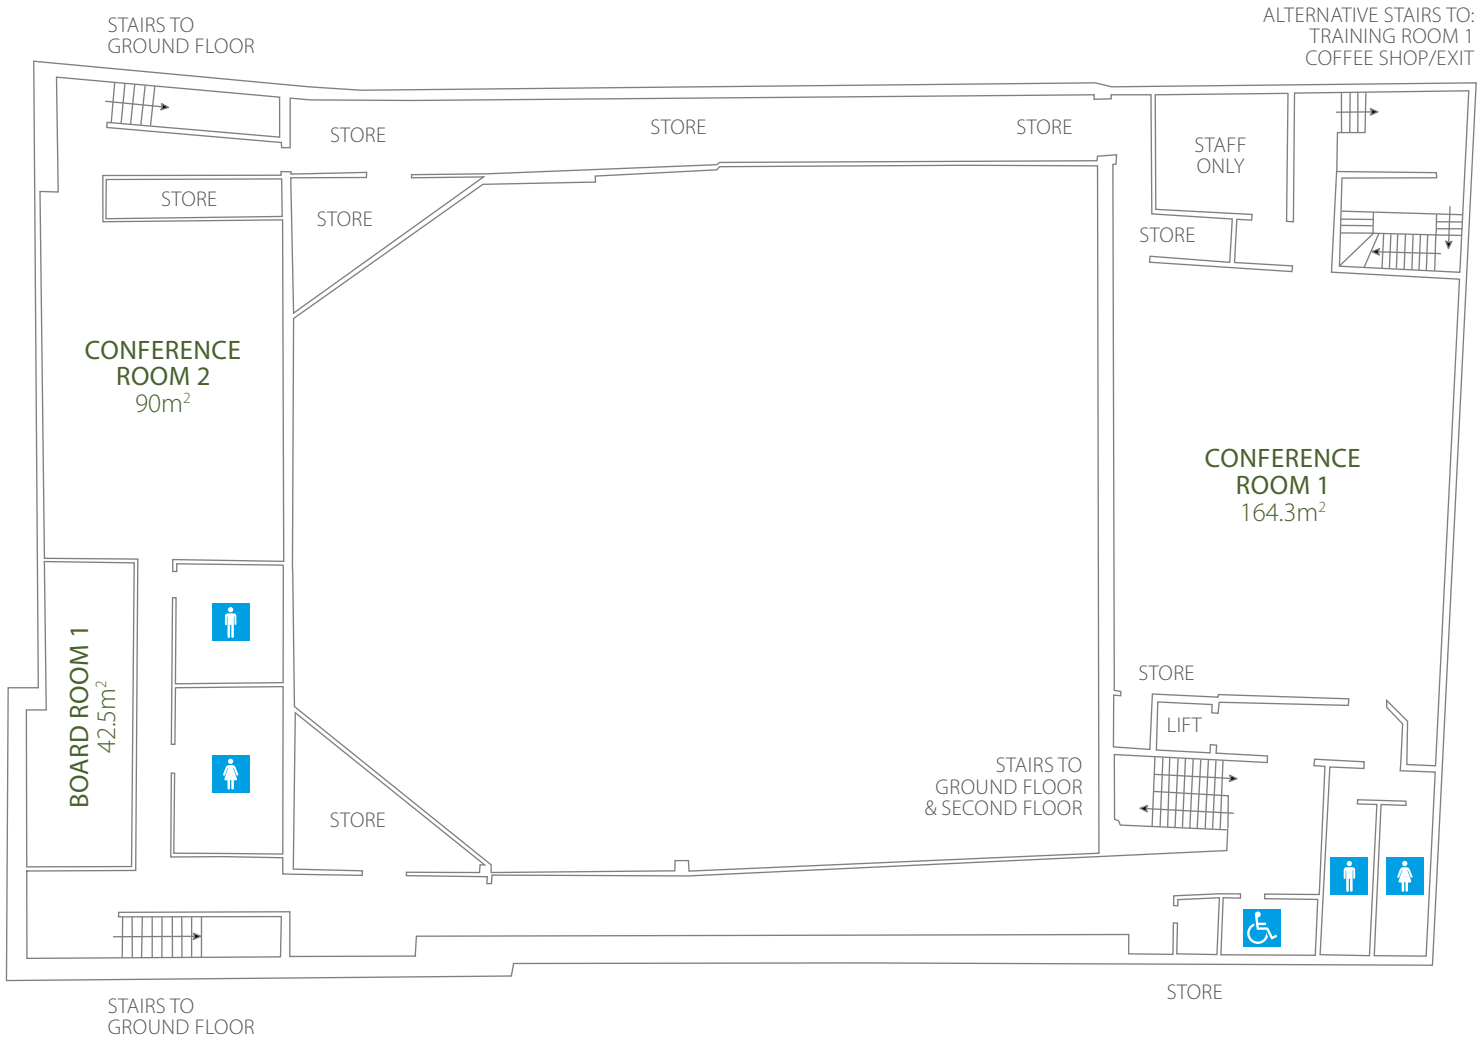 STAIRS TO
GROUND FLOOR
ALTERNATIVE STAIRS TO:
TRAINING ROOM 1
COFFEE SHOP/EXIT
STORE
STORE
STORE
STAFF
ONLY
STORE
STORE
STORE
CONFERENCE
ROOM 2
90m²
CONFERENCE
ROOM 1
164.3m²
BOARD ROOM 1
42.5m²
STORE
LIFT
STAIRS TO
GROUND FLOOR
& SECOND FLOOR
STORE
STORE
STAIRS TO
GROUND FLOOR